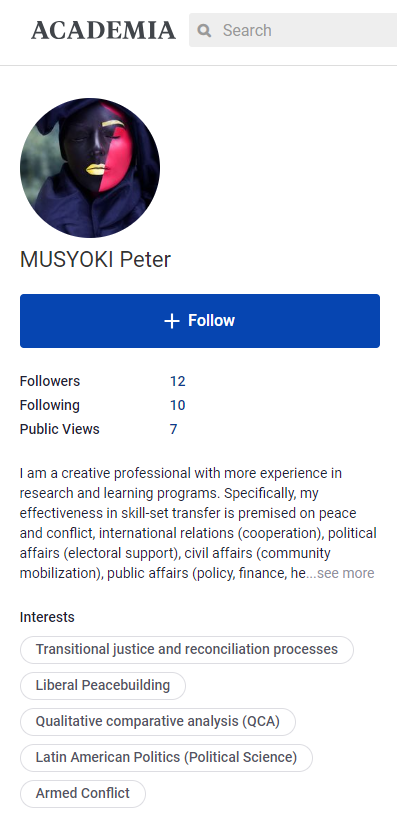 ACADEMIA
Search
MUSYOKI Peter
+ Follow
Followers 12
Following 10
Public Views 7
I am a creative professional with more experience in
research and learning programs. Specifically, my
effectiveness in skill-set transfer is premised on peace
and conflict, international relations (cooperation), political
affairs (electoral support), civil affairs (community
mobilization), public affairs (policy, finance, he...see more
Interests
Transitional justice and reconciliation processes
Liberal Peacebuilding
Qualitative comparative analysis (QCA)
Latin American Politics (Political Science)
Armed Conflict